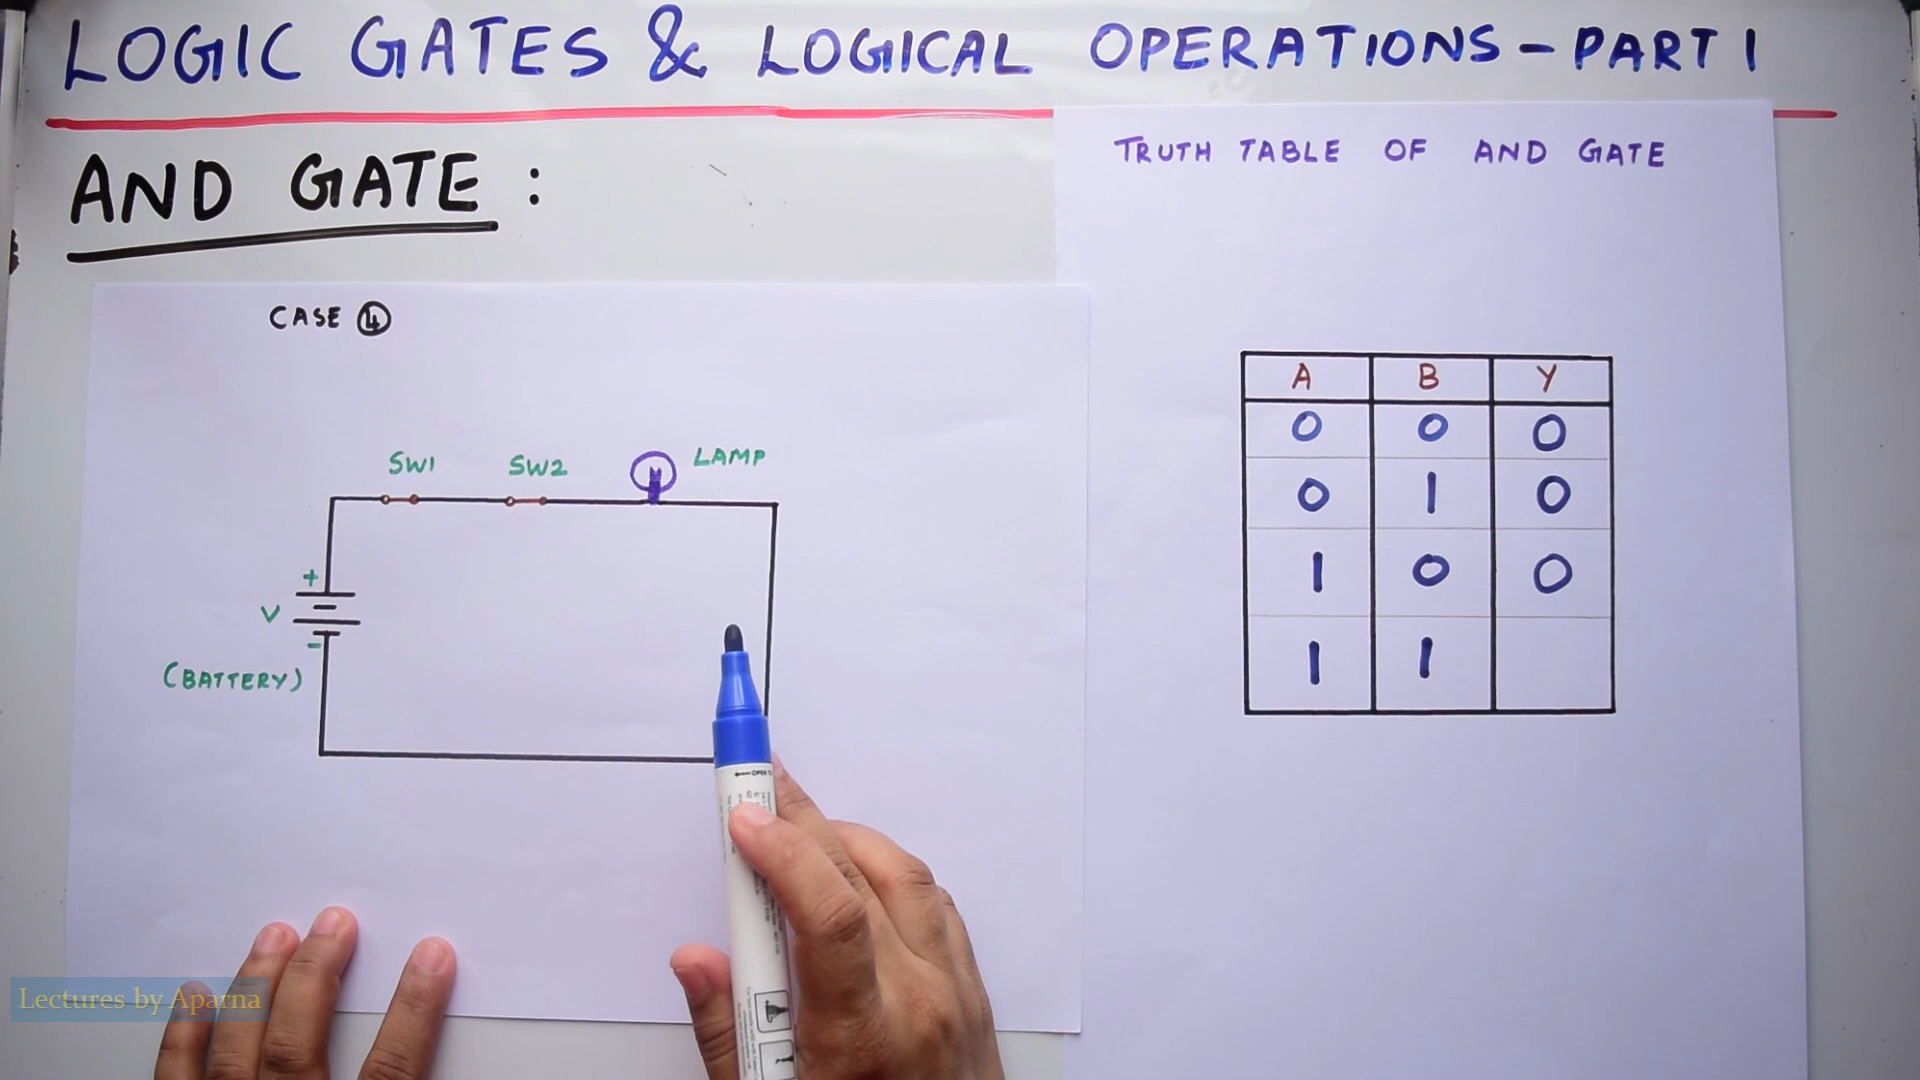 LOGIC GATES & LOGICAL OPERATIONS - PART 1
AND GATE :
TRUTH TABLE OF AND GATE
CASE 4
SW1 SW2 LAMP
+
V
-
(BATTERY)
A B Y
0 0 0
0 1 0
1 0 0
1 1
Lectures by Aparna